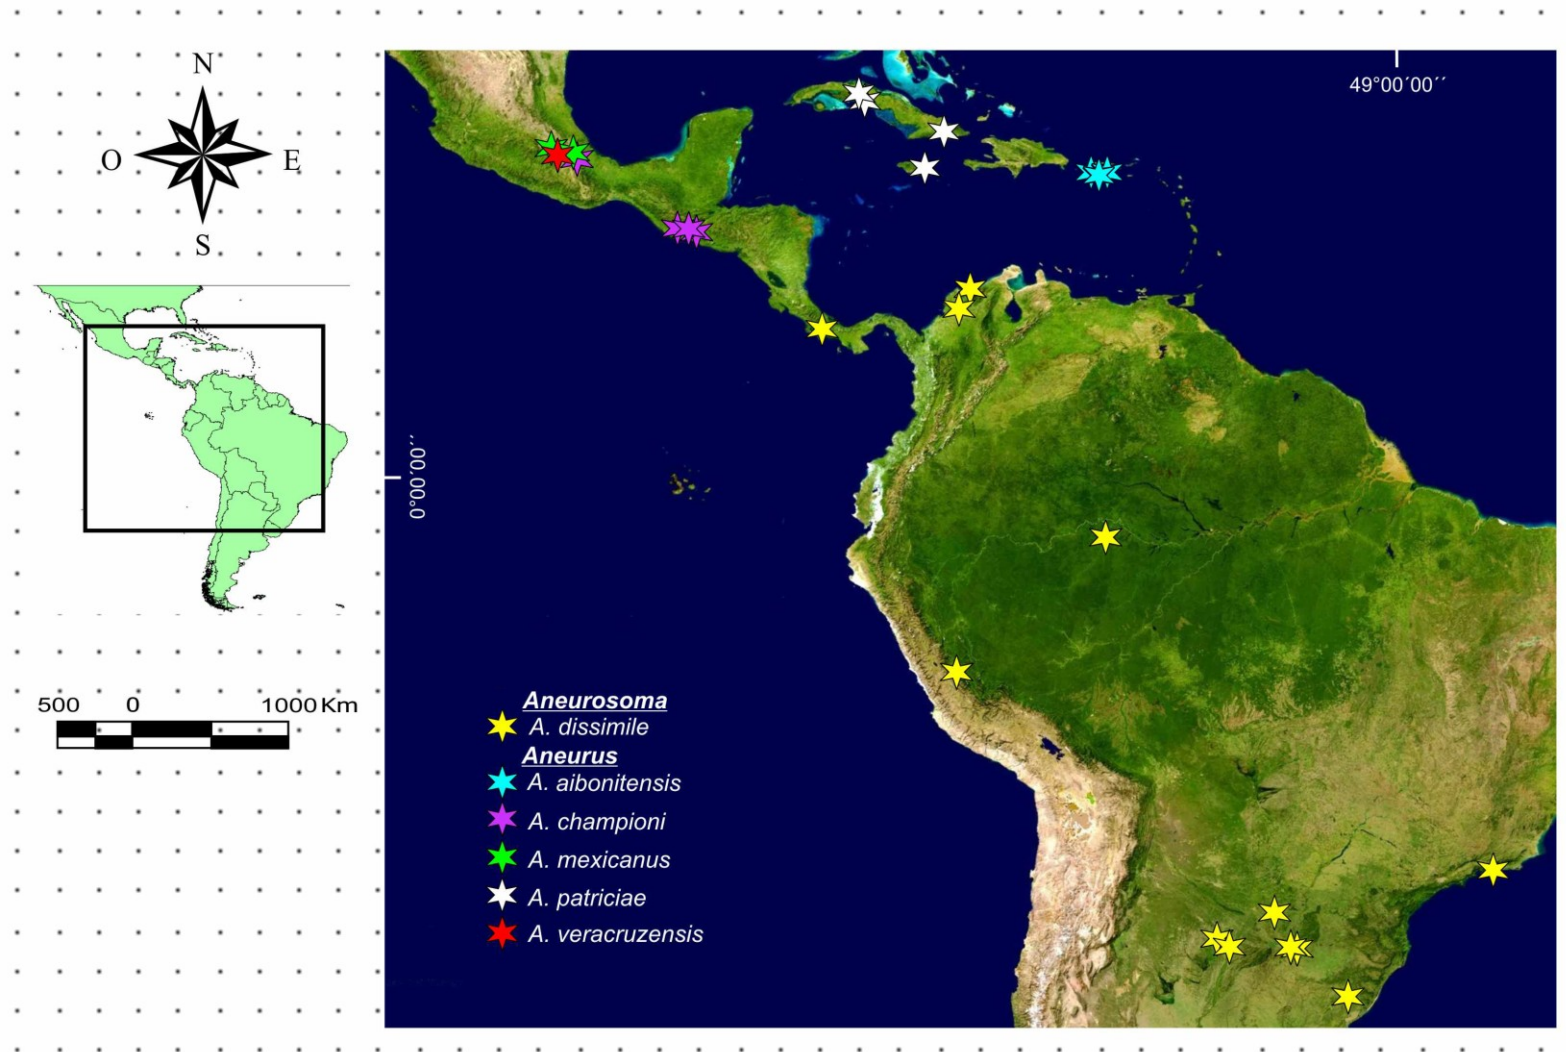 N
O
E
S
49°00′00′′
0°00′00′′
500 0 1000 Km
Aneurosoma
A. dissimile
Aneurus
A. aibonitensis
A. championi
A. mexicanus
A. patriciae
A. veracruzensis